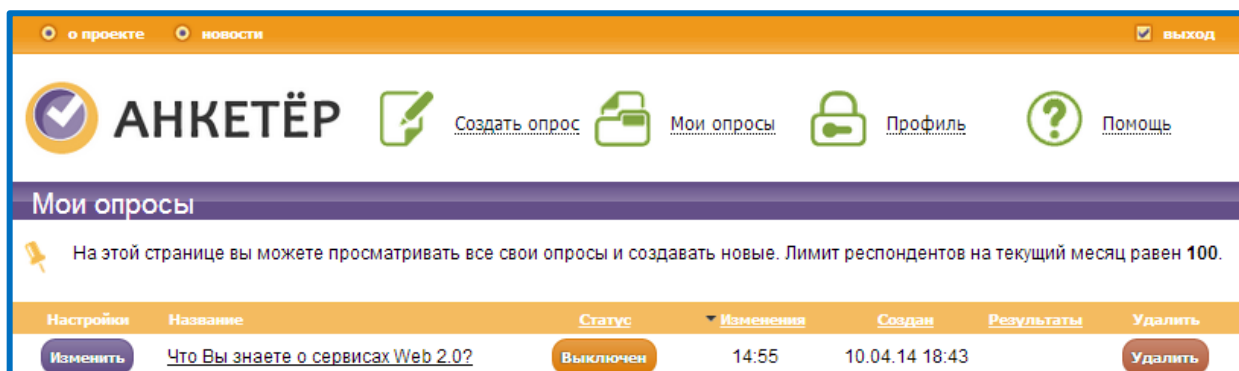 о проекте новости выход
АНКЕТЁР Создать опрос Мои опросы Профиль Помощь
Мои опросы
На этой странице вы можете просматривать все свои опросы и создавать новые. Лимит респондентов на текущий месяц равен 100.
Настройки Название Статус Изменения Создан Результаты Удалить
Изменить Что Вы знаете о сервисах Web 2.0? Выключен 14:55 10.04.14 18:43 Удалить